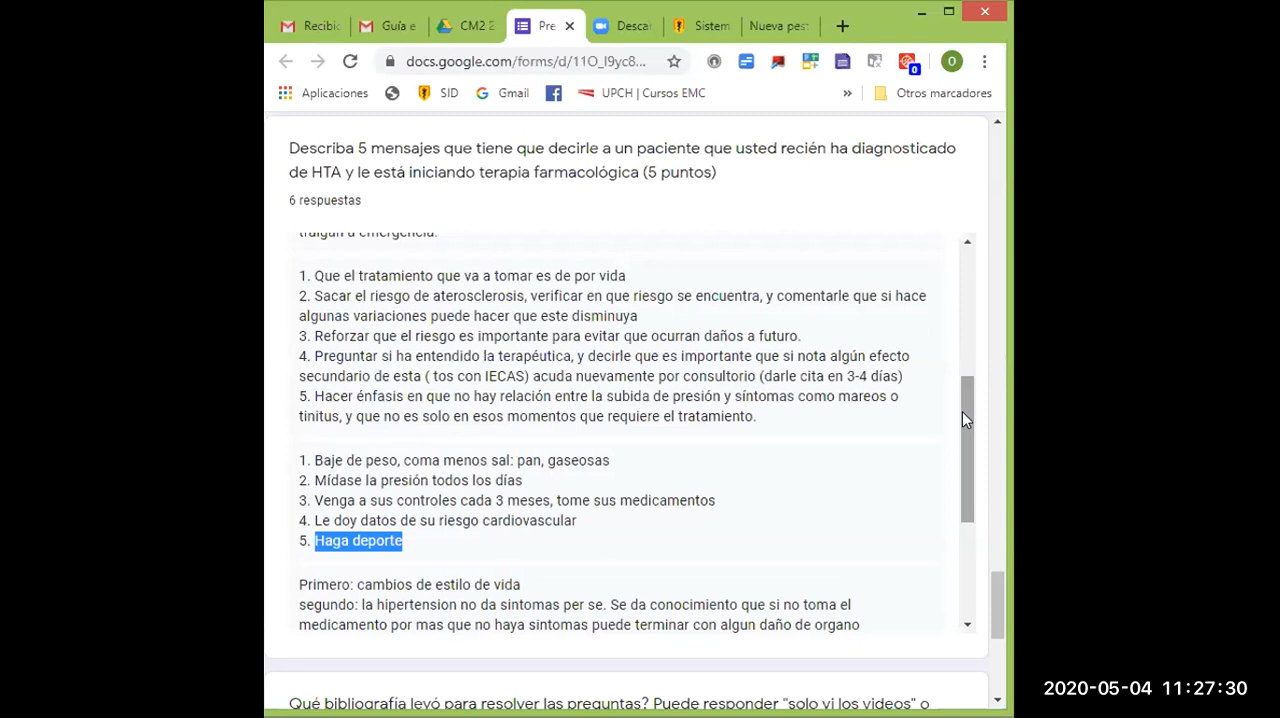 Recibic
Guía e
CM2 2
Pre
Descar
Sistem
Nueva pes
docs.google.com/forms/d/11O_l9yc8...
0
O
Aplicaciones
SID
Gmail
UPCH | Cursos EMC
»
Otros marcadores
Describa 5 mensajes que tiene que decirle a un paciente que usted recién ha diagnosticado
de HTA y le está iniciando terapia farmacológica (5 puntos)
6 respuestas
traigan a emergencia.
1. Que el tratamiento que va a tomar es de por vida
2. Sacar el riesgo de aterosclerosis, verificar en que riesgo se encuentra, y comentarle que si hace
algunas variaciones puede hacer que este disminuya
3. Reforzar que el riesgo es importante para evitar que ocurran daños a futuro.
4. Preguntar si ha entendido la terapéutica, y decirle que es importante que si nota algún efecto
secundario de esta ( tos con IECAS) acuda nuevamente por consultorio (darle cita en 3-4 días)
5. Hacer énfasis en que no hay relación entre la subida de presión y síntomas como mareos o
tinitus, y que no es solo en esos momentos que requiere el tratamiento.
1. Baje de peso, coma menos sal: pan, gaseosas
2. Mídase la presión todos los días
3. Venga a sus controles cada 3 meses, tome sus medicamentos
4. Le doy datos de su riesgo cardiovascular
5. Haga deporte
Primero: cambios de estilo de vida
segundo: la hipertension no da sintomas per se. Se da conocimiento que si no toma el
medicamento por mas que no haya sintomas puede terminar con algun daño de organo
Qué bibliografía levó para resolver las preguntas? Puede responder "solo vi los videos" o
2020-05-04 11:27:30